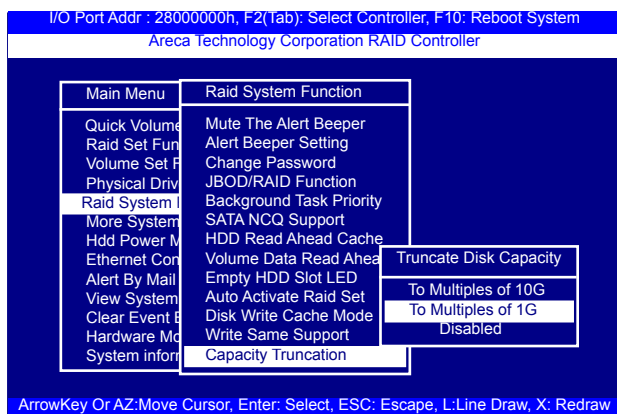 I/O Port Addr : 28000000h, F2(Tab): Select Controller, F10: Reboot System
Areca Technology Corporation RAID Controller
Main Menu
Quick Volume
Raid Set Fun
Volume Set F
Physical Driv
Raid System
More System
Hdd Power M
Ethernet Con
Alert By Mail
View System
Clear Event E
Hardware Mo
System inforr
Raid System Function
Mute The Alert Beeper
Alert Beeper Setting
Change Password
JBOD/RAID Function
Background Task Priority
SATA NCQ Support
HDD Read Ahead Cache
Volume Data Read Ahea
Empty HDD Slot LED
Auto Activate Raid Set
Disk Write Cache Mode
Write Same Support
Capacity Truncation
Truncate Disk Capacity
To Multiples of 10G
To Multiples of 1G
Disabled
ArrowKey Or AZ:Move Cursor, Enter: Select, ESC: Escape, L:Line Draw, X: Redraw